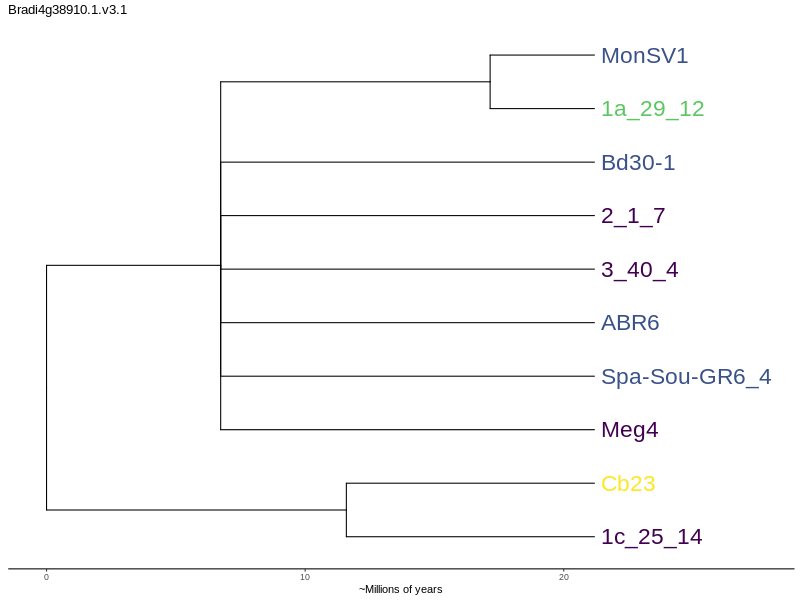 Bradi4g38910.1.v3.1
MonSV1
1a_29_12
Bd30-1
2_1_7
3_40_4
ABR6
Spa-Sou-GR6_4
Meg4
Cb23
1c_25_14
0 10 20
~Millions of years